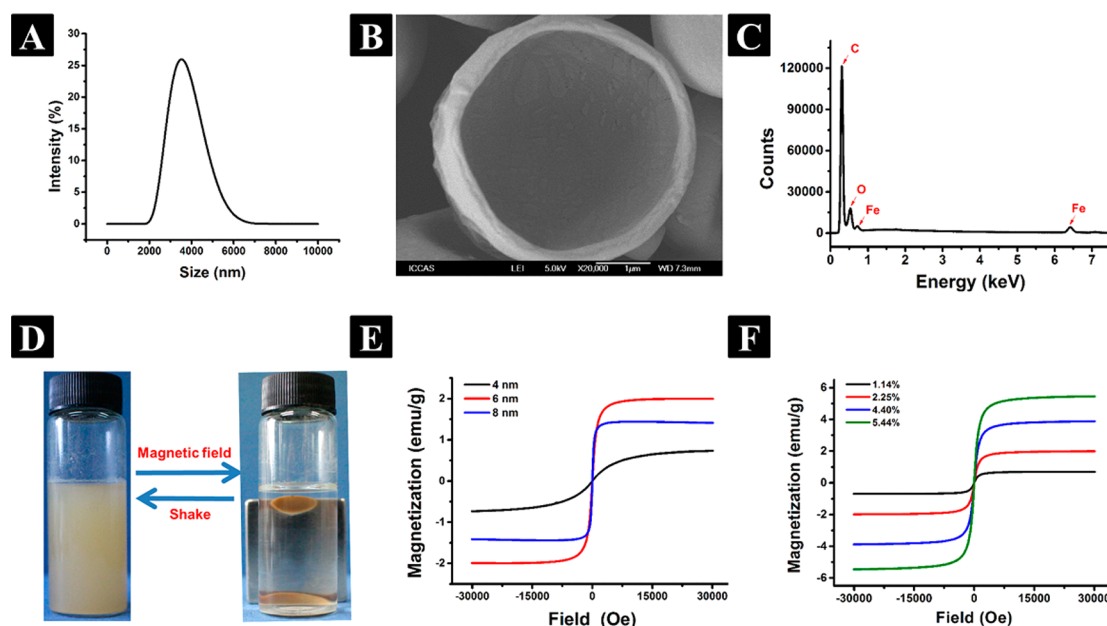 A
30
25
20
15
10
5
0
0 2000 4000 6000 8000 10000
Intensity (%)
Size (nm)
B
ICCAS LEI 5.0kV X20,000 1μm WD 7.3mm
C
120000
90000
60000
30000
0
0 1 2 3 4 5 6 7
Counts
Energy (keV)
C
O
Fe
Fe
D
Magnetic field
Shake
E
4 nm
6 nm
8 nm
2
1
0
-1
-2
-30000 -15000 0 15000 30000
Magnetization (emu/g)
Field (Oe)
F
1.14%
2.25%
4.40%
5.44%
6
4
2
0
-2
-4
-6
-30000 -15000 0 15000 30000
Magnetization (emu/g)
Field (Oe)